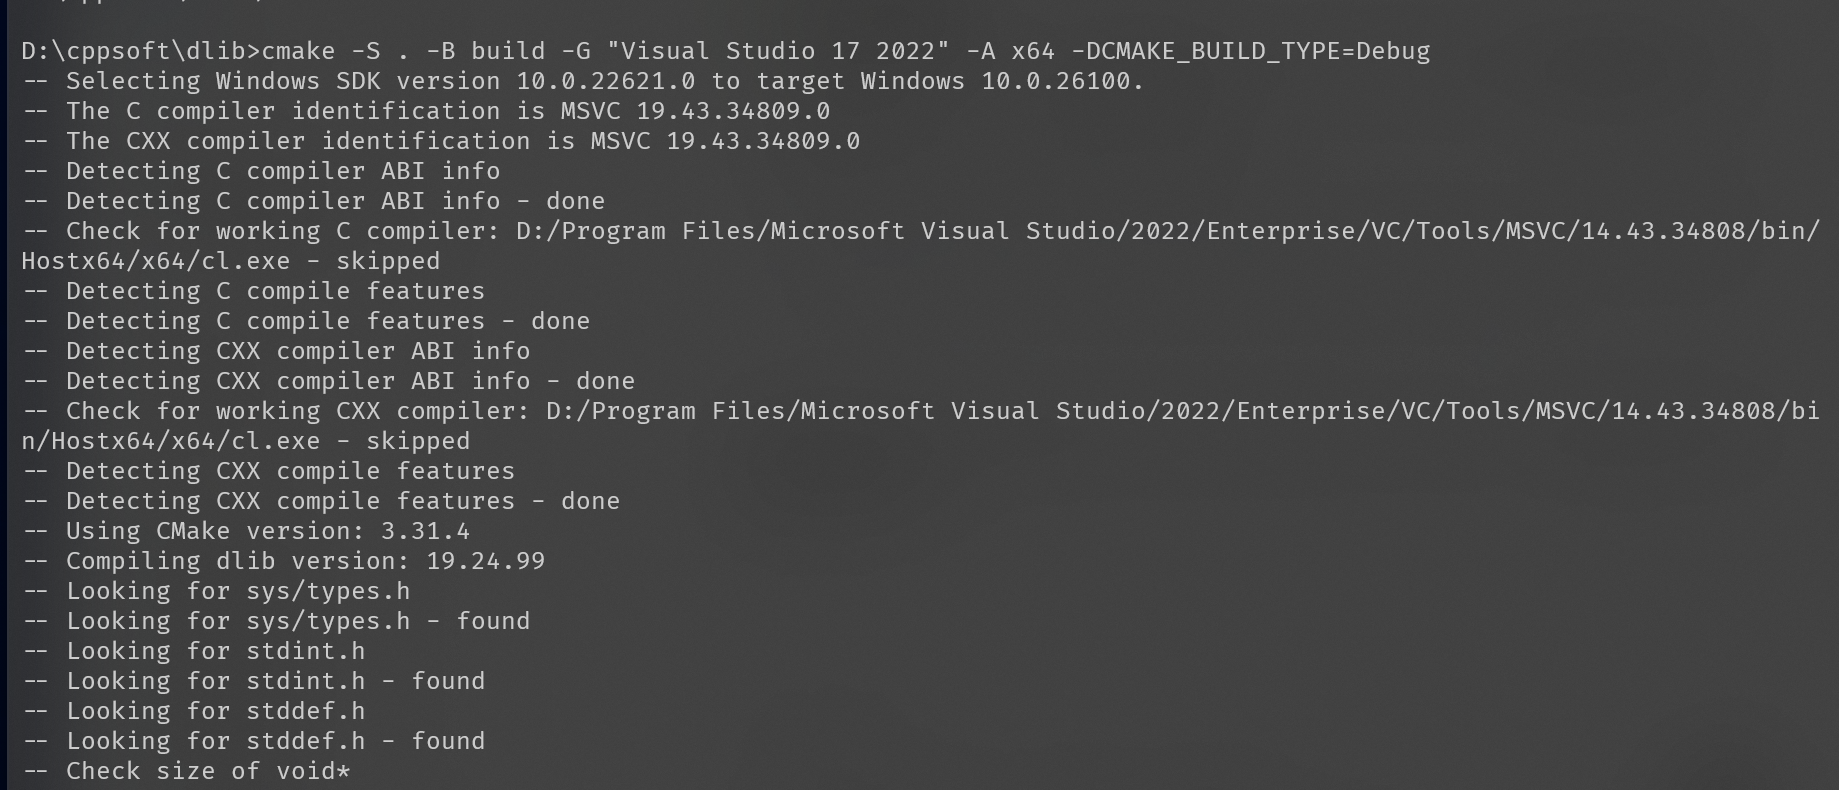 D:\cppsoft\dlib>cmake -S . -B build -G "Visual Studio 17 2022" -A x64 -DCMAKE_BUILD_TYPE=Debug
-- Selecting Windows SDK version 10.0.22621.0 to target Windows 10.0.26100.
-- The C compiler identification is MSVC 19.43.34809.0
-- The CXX compiler identification is MSVC 19.43.34809.0
-- Detecting C compiler ABI info
-- Detecting C compiler ABI info - done
-- Check for working C compiler: D:/Program Files/Microsoft Visual Studio/2022/Enterprise/VC/Tools/MSVC/14.43.34808/bin/
Hostx64/x64/cl.exe - skipped
-- Detecting C compile features
-- Detecting C compile features - done
-- Detecting CXX compiler ABI info
-- Detecting CXX compiler ABI info - done
-- Check for working CXX compiler: D:/Program Files/Microsoft Visual Studio/2022/Enterprise/VC/Tools/MSVC/14.43.34808/bi
n/Hostx64/x64/cl.exe - skipped
-- Detecting CXX compile features
-- Detecting CXX compile features - done
-- Using CMake version: 3.31.4
-- Compiling dlib version: 19.24.99
-- Looking for sys/types.h
-- Looking for sys/types.h - found
-- Looking for stdint.h
-- Looking for stdint.h - found
-- Looking for stddef.h
-- Looking for stddef.h - found
-- Check size of void*